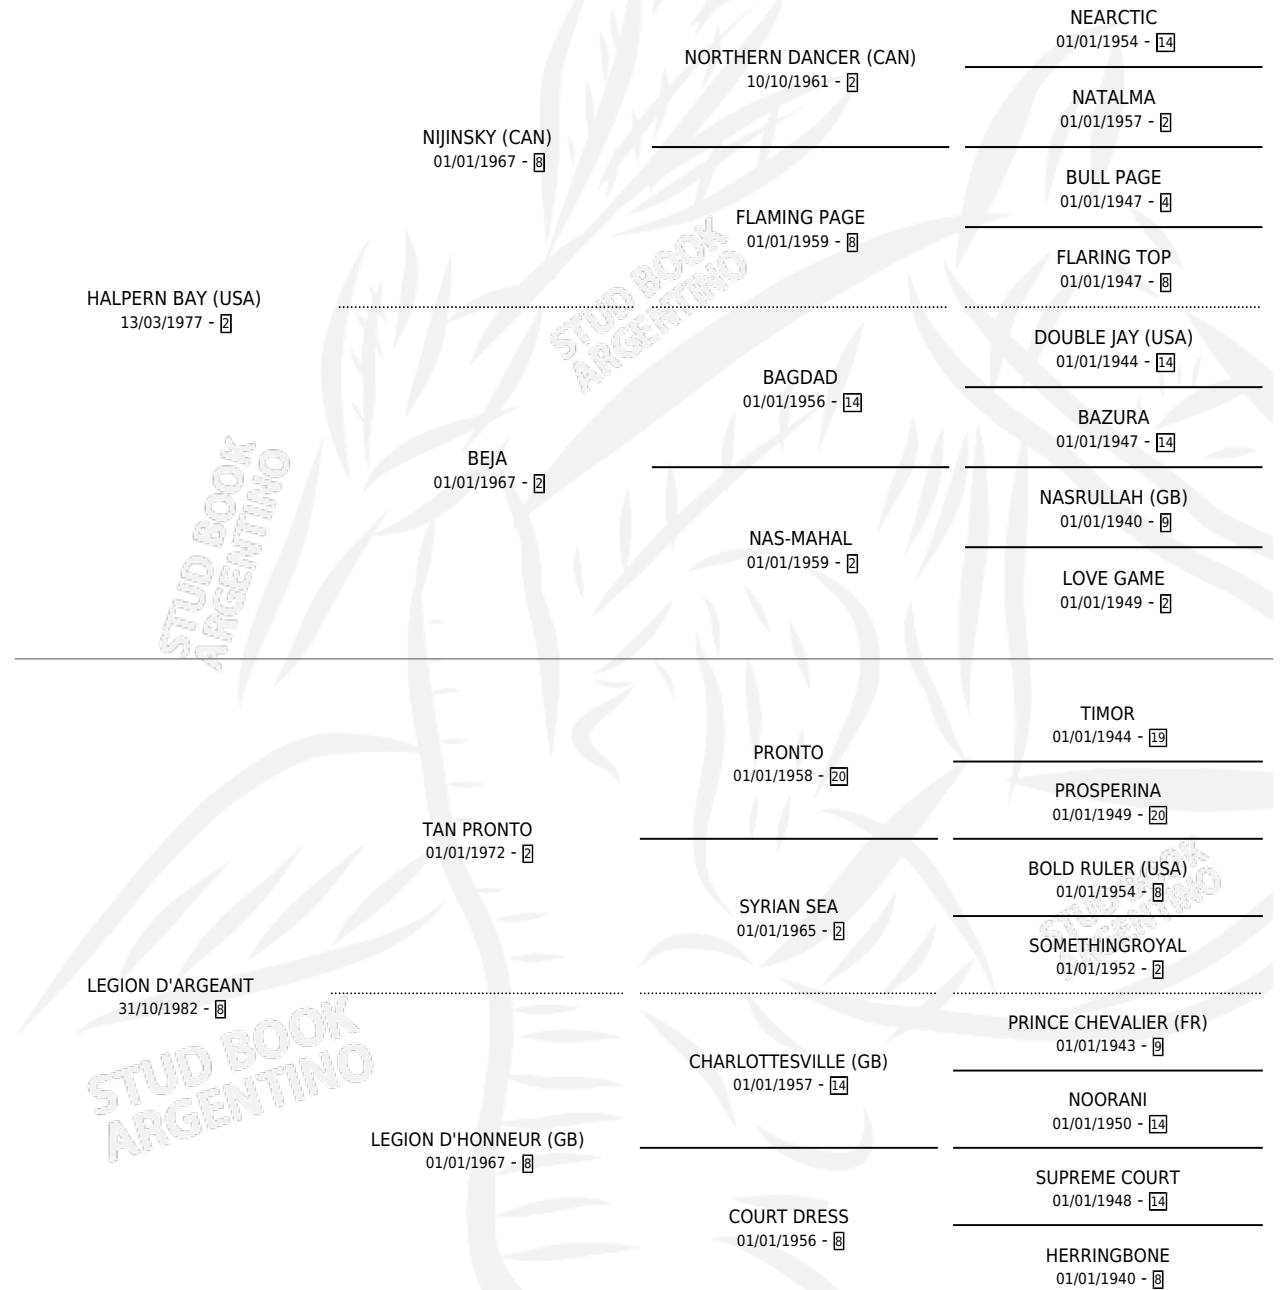 NEARCTIC
01/01/1954 - 14
NORTHERN DANCER (CAN)
10/10/1961 - 2
NATALMA
01/01/1957 - 2
NIJINSKY (CAN)
01/01/1967 - 8
BULL PAGE
01/01/1947 - 4
FLAMING PAGE
01/01/1959 - 8
FLARING TOP
01/01/1947 - 8
HALPERN BAY (USA)
13/03/1977 - 2
DOUBLE JAY (USA)
01/01/1944 - 14
BAGDAD
01/01/1956 - 14
BAZURA
01/01/1947 - 14
BEJA
01/01/1967 - 2
NASRULLAH (GB)
01/01/1940 - 9
NAS-MAHAL
01/01/1959 - 2
LOVE GAME
01/01/1949 - 2
STUD BOOK
ARGENTINO
STUD BOOK
ARGENTINO
TIMOR
01/01/1944 - 19
PRONTO
01/01/1958 - 20
PROSPERINA
01/01/1949 - 20
TAN PRONTO
01/01/1972 - 2
BOLD RULER (USA)
01/01/1954 - 8
SYRIAN SEA
01/01/1965 - 2
SOMETHINGROYAL
01/01/1952 - 2
LEGION D'ARGEANT
31/10/1982 - 8
PRINCE CHEVALIER (FR)
01/01/1943 - 9
CHARLOTTESVILLE (GB)
01/01/1957 - 14
NOORANI
01/01/1950 - 14
LEGION D'HONNEUR (GB)
01/01/1967 - 8
SUPREME COURT
01/01/1948 - 14
COURT DRESS
01/01/1956 - 8
HERRINGBONE
01/01/1940 - 8
STUD BOOK
ARGENTINO
STUD BOOK
ARGENTINO